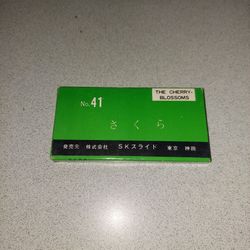 No. 41
THE CHERRY-
BLOSSOMS
さくら
発売元 株式会社 SKスライド 東京 神田